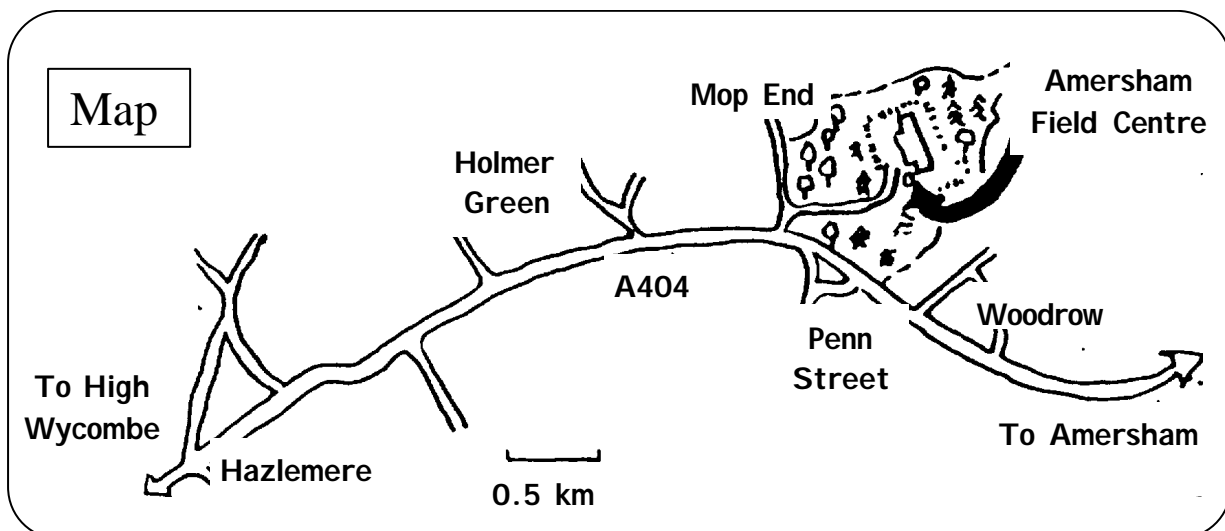 Map
Mop End
Amersham
Field Centre
Holmer
Green
A404
Woodrow
Penn
Street
To High
Wycombe
To Amersham
Hazlemere
0.5 km